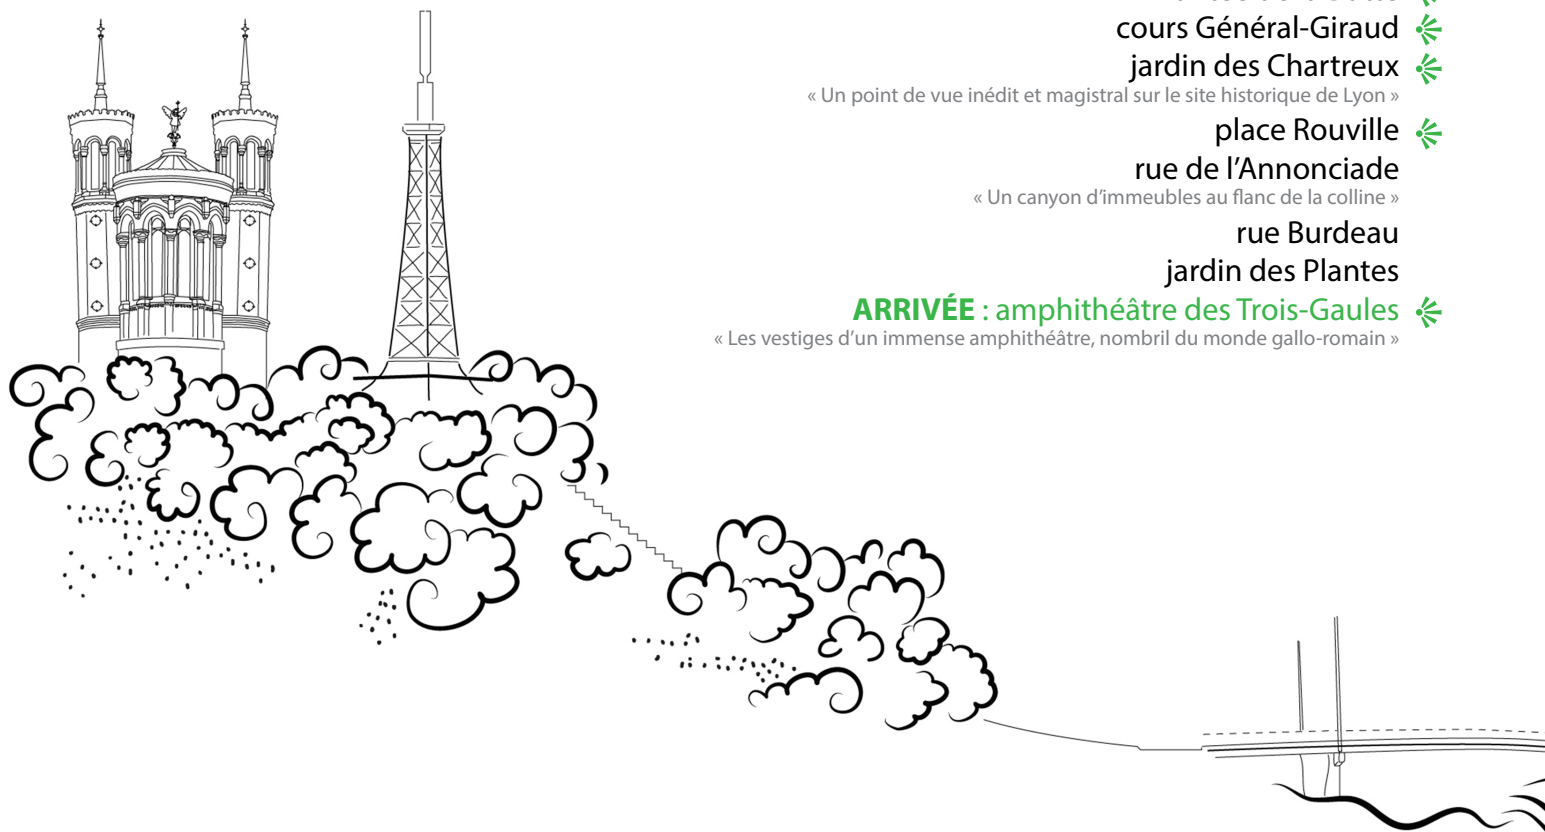 cours Général-Giraud
jardin des Chartreux
« Un point de vue inédit et magistral sur le site historique de Lyon »
place Rouville
rue de l’Annonciade
« Un canyon d’immeubles au flanc de la colline »
rue Burdeau
jardin des Plantes
ARRIVÉE : amphithéâtre des Trois-Gaules
« Les vestiges d’un immense amphithéâtre, nombril du monde gallo-romain »